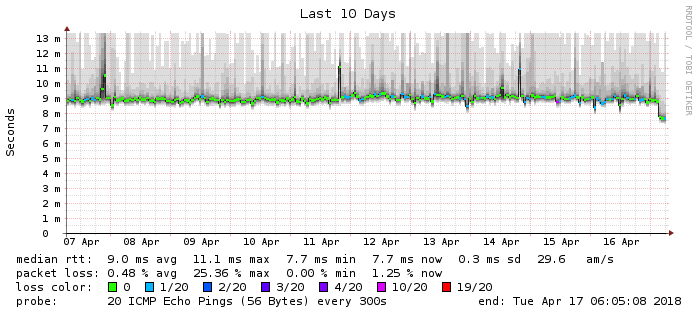 Last 10 Days
RRDTOOL / TOBI OETIKER
Seconds
13 m
12 m
11 m
10 m
9 m
8 m
7 m
6 m
5 m
4 m
3 m
2 m
1 m
0
07 Apr 08 Apr 09 Apr 10 Apr 11 Apr 12 Apr 13 Apr 14 Apr 15 Apr 16 Apr
median rtt: 9.0 ms avg 11.1 ms max 7.7 ms min 7.7 ms now 0.3 ms sd 29.6 am/s
packet loss: 0.48 % avg 25.36 % max 0.00 % min 1.25 % now
loss color: 0 1/20 2/20 3/20 4/20 10/20 19/20
probe: 20 ICMP Echo Pings (56 Bytes) every 300s end: Tue Apr 17 06:05:08 2018